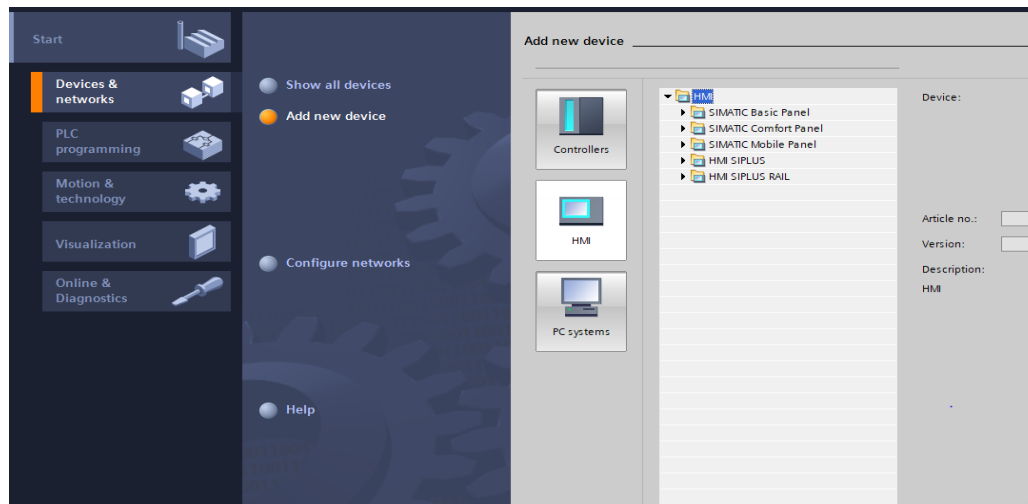 Start
Devices &
networks
PLC
programming
Motion &
technology
Visualization
Online &
Diagnostics
Show all devices
Add new device
Configure networks
Help
Add new device
Controllers
HMI
PC systems
HMI
SIMATIC Basic Panel
SIMATIC Comfort Panel
SIMATIC Mobile Panel
HMI SIPLUS
HMI SIPLUS RAIL
Device:
Article no.:
Version:
Description:
HMI